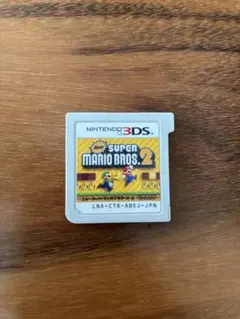 NINTENDO 3DS
NEW
SUPER
MARIO BROS. 2
LNA-CTR-ABEJ-JPN